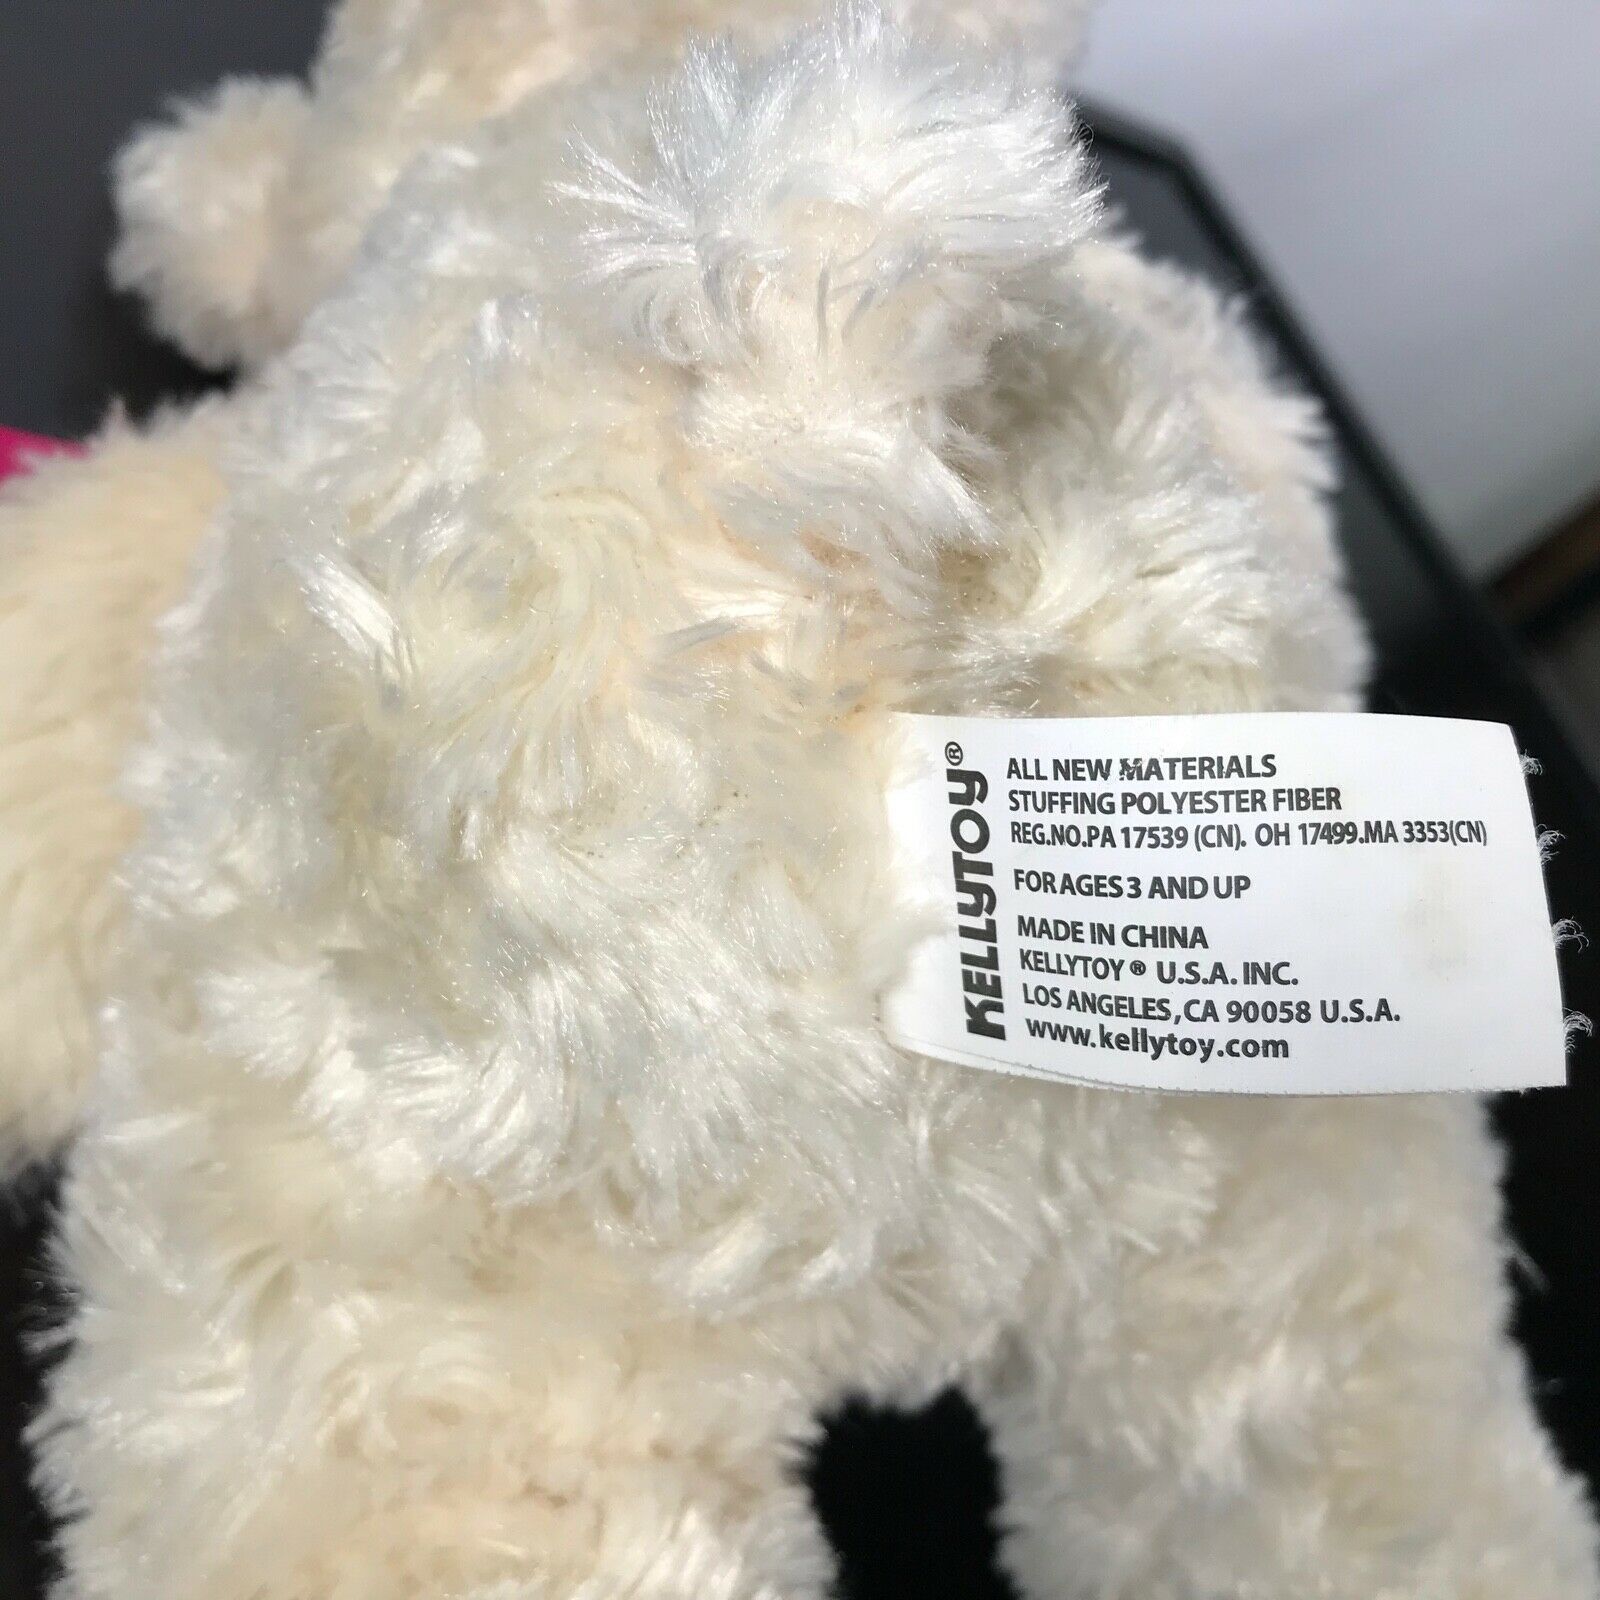 KELLYTOY®
ALL NEW MATERIALS
STUFFING POLYESTER FIBER
REG.NO.PA 17539 (CN). OH 17499.MA 3353(CN)
FOR AGES 3 AND UP
MADE IN CHINA
KELLYTOY ® U.S.A. INC.
LOS ANGELES, CA 90058 U.S.A.
www.kellytoy.com